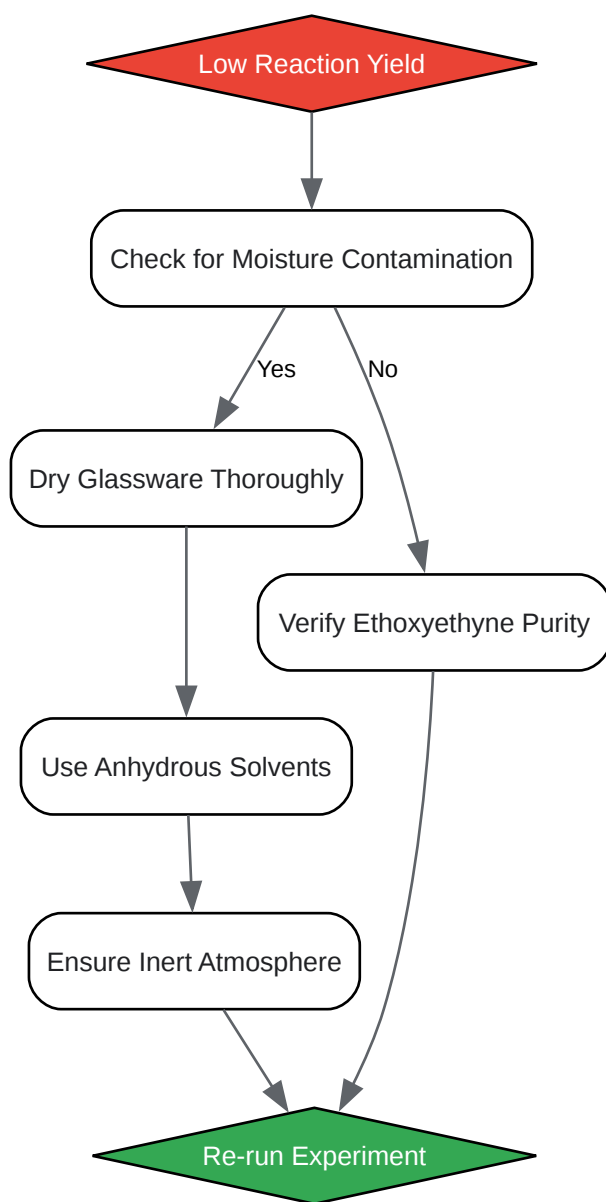 Low Reaction Yield
Check for Moisture Contamination
Yes
No
Dry Glassware Thoroughly
Verify Ethoxyethyne Purity
Use Anhydrous Solvents
Ensure Inert Atmosphere
Re-run Experiment